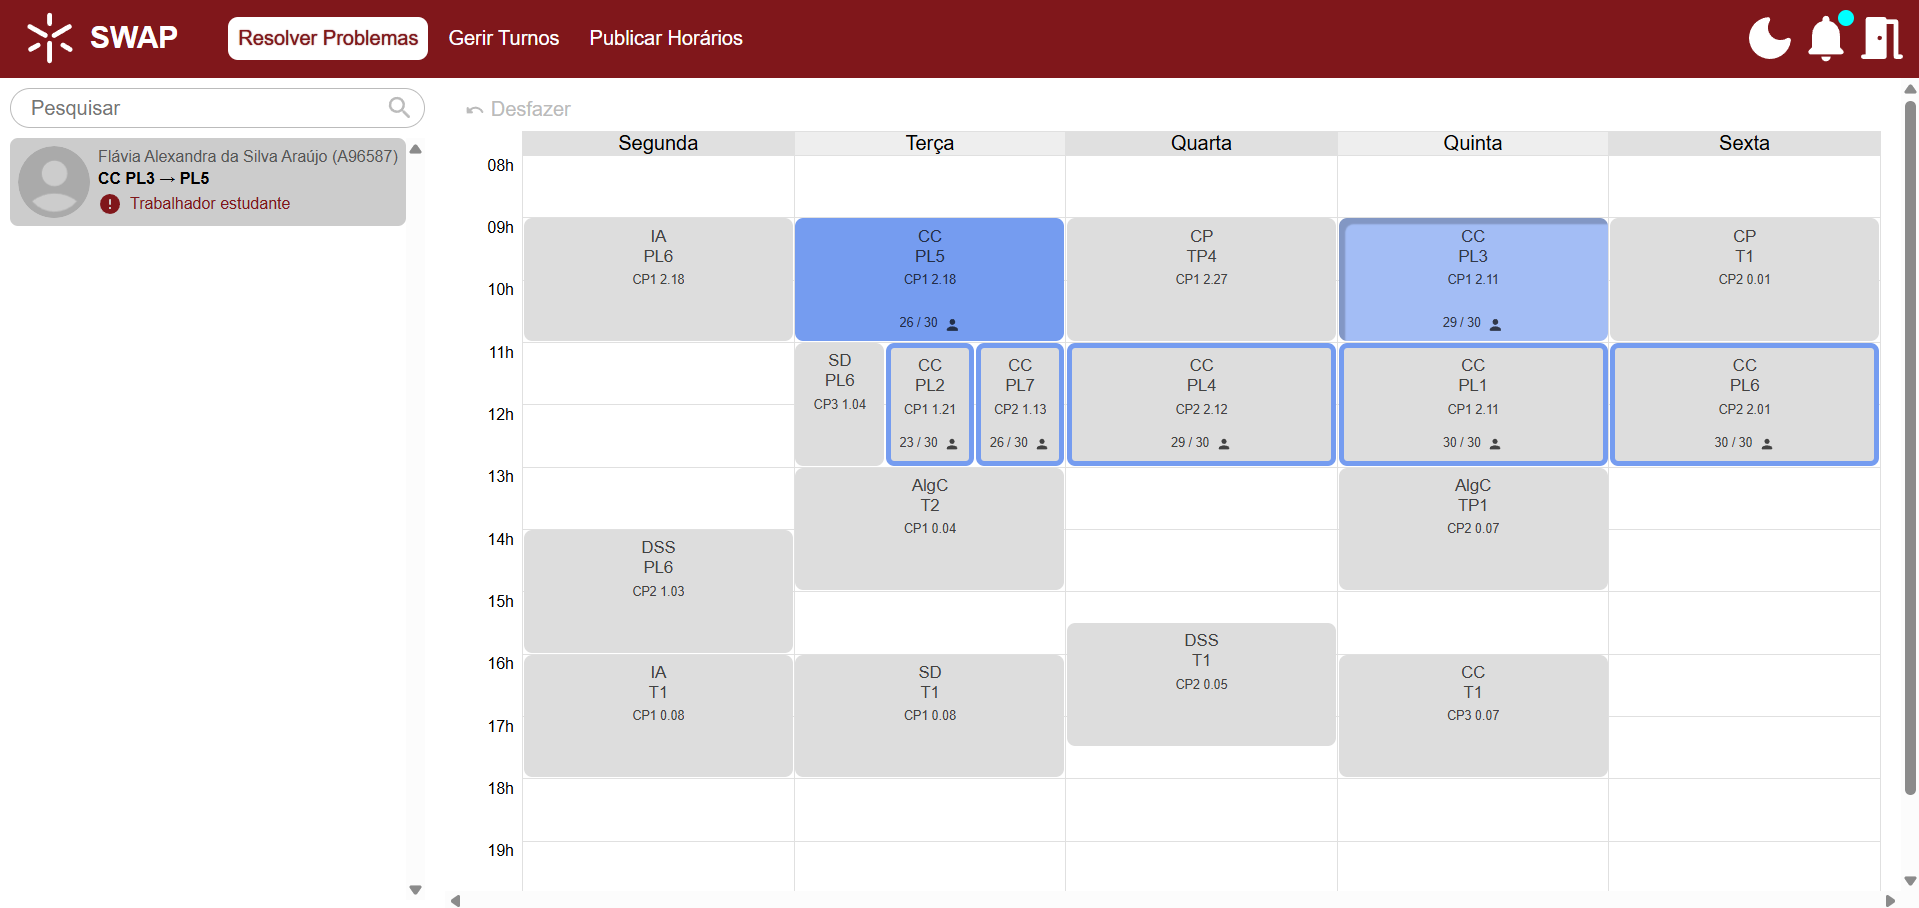 SWAP
Resolver Problemas
Gerir Turnos
Publicar Horários
Pesquisar
Flávia Alexandra da Silva Araújo (A96587)
CC PL3 → PL5
! Trabalhador estudante
Desfazer
Segunda
Terça
Quarta
Quinta
Sexta
08h
09h
10h
11h
12h
13h
14h
15h
16h
17h
18h
19h
IA
PL6
CP1 2.18
DSS
PL6
CP2 1.03
IA
T1
CP1 0.08
CC
PL5
CP1 2.18
26 / 30
SD
PL6
CP3 1.04
CC
PL2
CP1 1.21
23 / 30
CC
PL7
CP2 1.13
26 / 30
AlgC
T2
CP1 0.04
SD
T1
CP1 0.08
CP
TP4
CP1 2.27
CC
PL4
CP2 2.12
29 / 30
DSS
T1
CP2 0.05
CC
PL3
CP1 2.11
29 / 30
CC
PL1
CP1 2.11
30 / 30
AlgC
TP1
CP2 0.07
CC
T1
CP3 0.07
CP
T1
CP2 0.01
CC
PL6
CP2 2.01
30 / 30